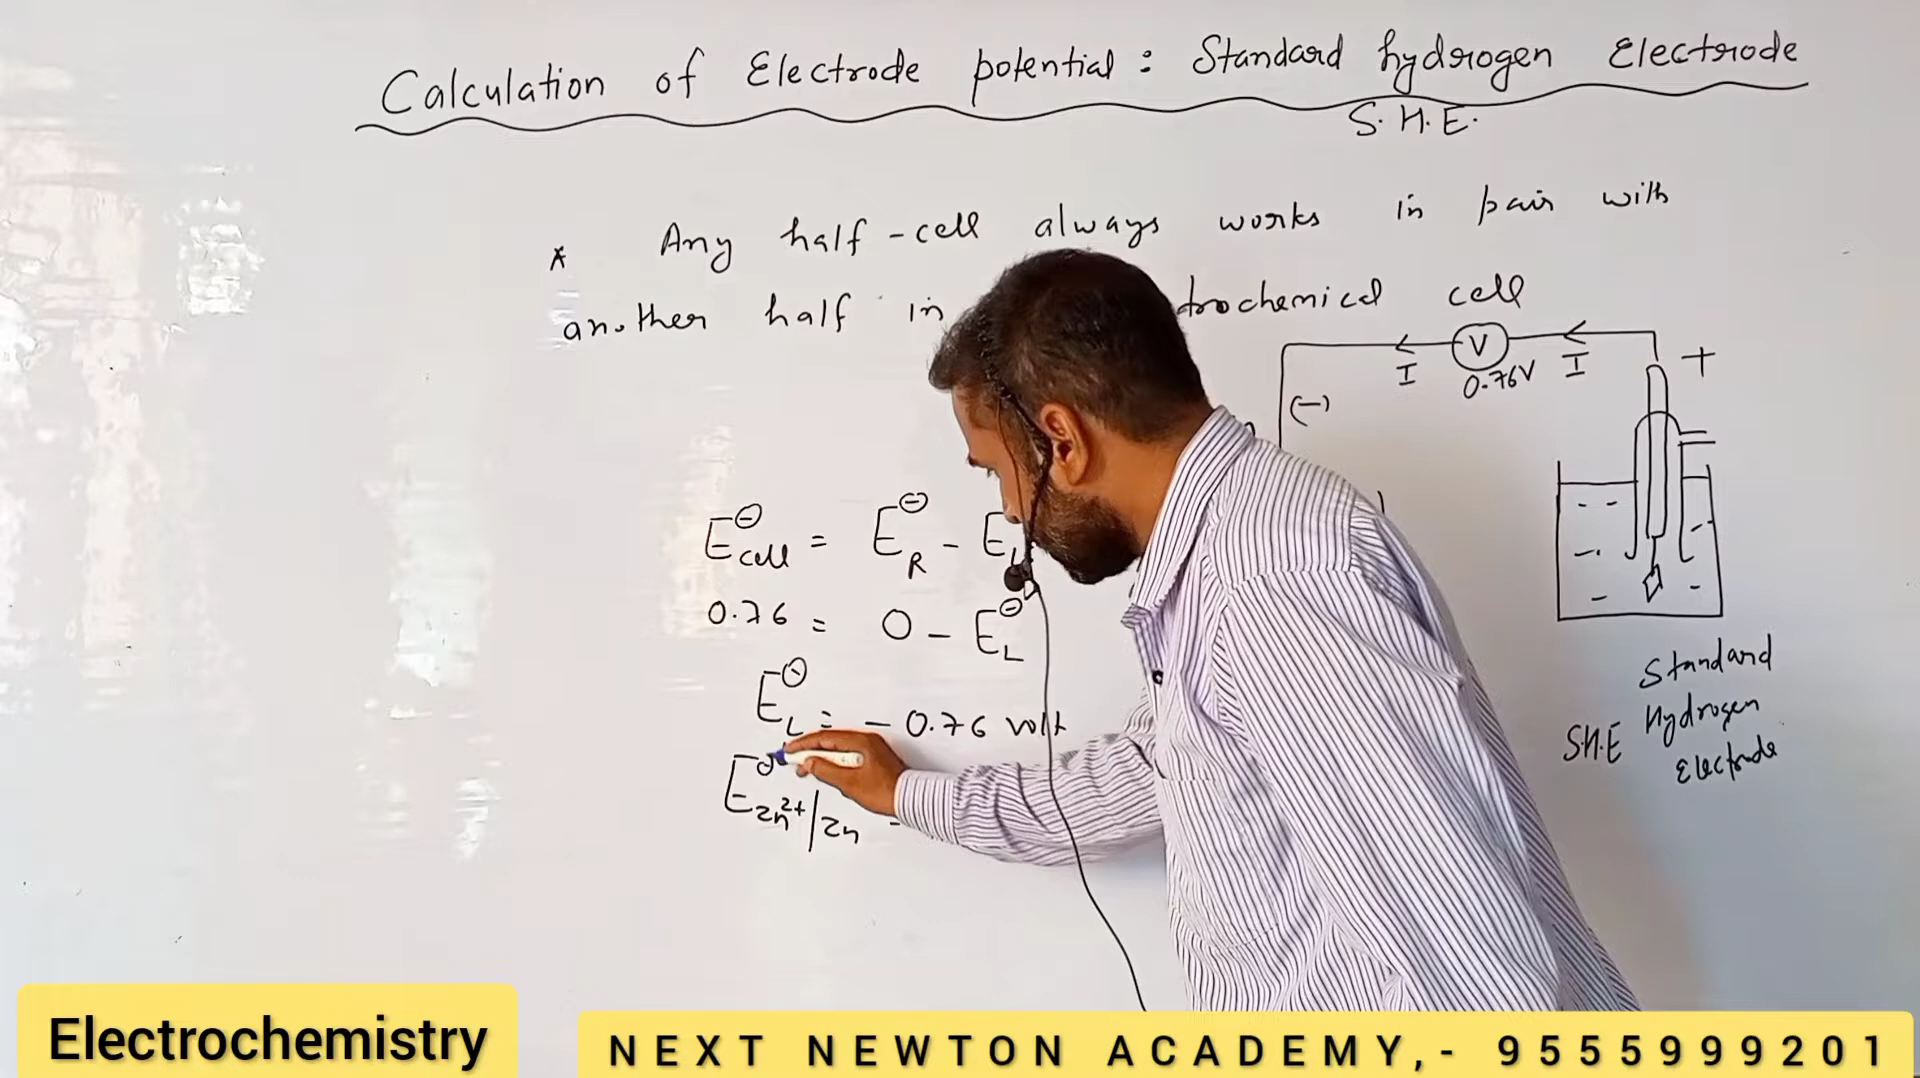 Calculation of Electrode potential : Standard hydrogen Electrode
S.H.E.
* Any half-cell always works in pair with
another half in trochemical cell
V
I
I
0.76V
+
(-)
E⊖cell = E⊖R - EL
0.76 = 0 - E⊖L
E⊖L = - 0.76 volt
E⊖Zn2+/Zn
Standard
Hydrogen
Electrode
S.H.E
Electrochemistry
NEXT NEWTON ACADEMY,- 9555999201